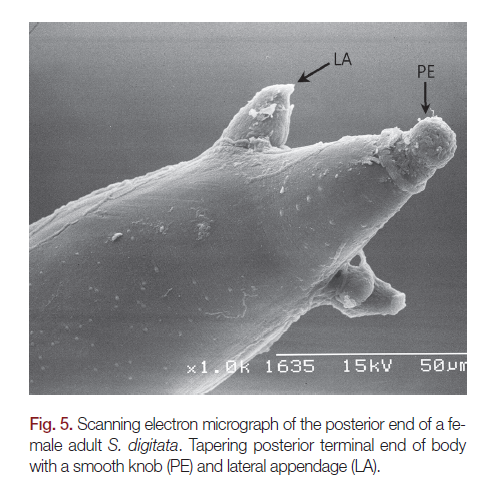 LA
PE
x1.0K 1635 15kV 50µm
Fig. 5. Scanning electron micrograph of the posterior end of a fe-
male adult S. digitata. Tapering posterior terminal end of body
with a smooth knob (PE) and lateral appendage (LA).